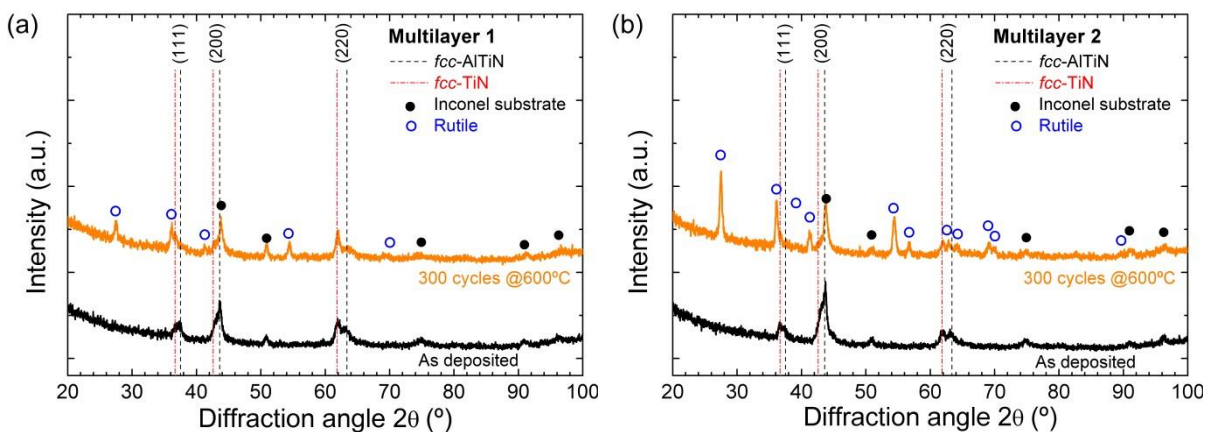 (a)
(111)
(200)
(220)
Multilayer 1
fcc-AlTiN
fcc-TiN
Inconel substrate
Rutile
300 cycles @600ºC
As deposited
Intensity (a.u.)
20 30 40 50 60 70 80 90 100
Diffraction angle 2θ (º)
(b)
(111)
(200)
(220)
Multilayer 2
fcc-AlTiN
fcc-TiN
Inconel substrate
Rutile
300 cycles @600ºC
As deposited
Intensity (a.u.)
20 30 40 50 60 70 80 90 100
Diffraction angle 2θ (º)